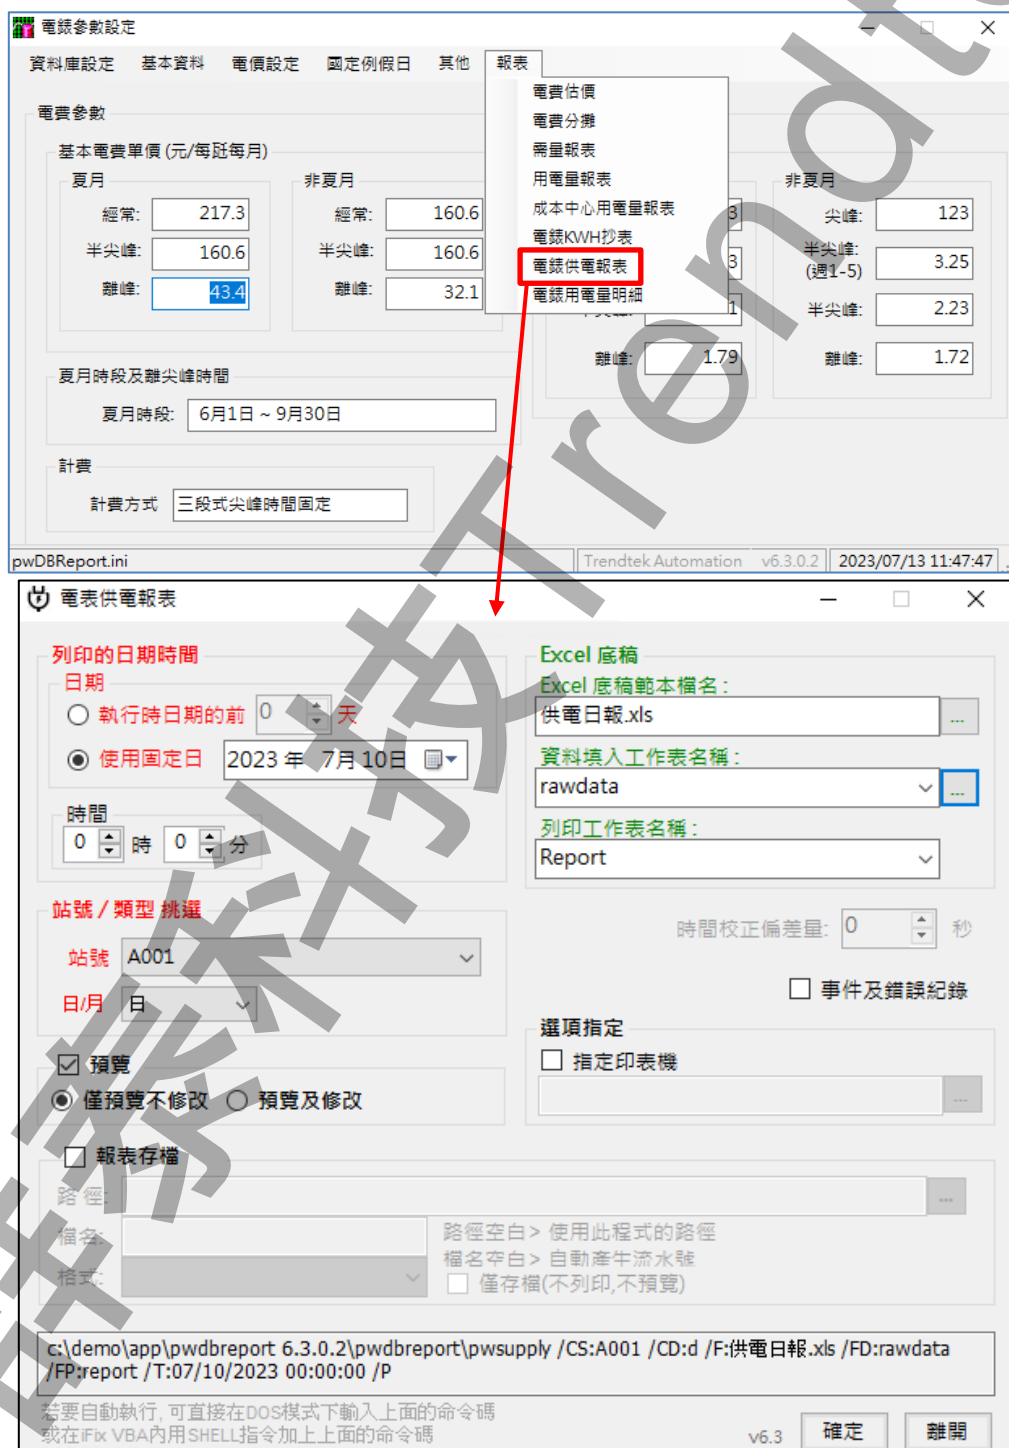 電錶參數設定
資料庫設定 基本資料 電價設定 國定例假日 其他 報表
電費估價
電費分攤
需量報表
用電量報表
成本中心用電量報表
電錶KWH抄表
電錶供電報表
電錶用電量明細
電費參數
基本電費單價 (元/每瓩每月)
夏月 非夏月 非夏月
經常: 217.3 經常: 160.6 3 尖峰: 123
半尖峰: 160.6 半尖峰: 160.6 3 半尖峰: (週1-5) 3.25
離峰: 43.4 離峰: 32.1 1 半尖峰: 2.23
離峰: 1.79 離峰: 1.72
夏月時段及離尖峰時間
夏月時段: 6月1日 ~ 9月30日
計費
計費方式 三段式尖峰時間固定
pwDBReport.ini Trendtek Automation v6.3.0.2 2023/07/13 11:47:47
電表供電報表
列印的日期時間
日期
執行時日期的前 0 天
使用固定日 2023 年 7月 10日
時間
0 時 0 分
Excel 底稿
Excel 底稿範本檔名 :
供電日報.xls ...
資料填入工作表名稱 :
rawdata ...
列印工作表名稱 :
Report
站號 / 類型 挑選
站號 A001
日/月 日
時間校正偏差量: 0 秒
事件及錯誤紀錄
選項指定
指定印表機
...
預覽
僅預覽不修改 預覽及修改
報表存檔
路 徑: ...
檔名: 路徑空白> 使用此程式的路徑
檔名空白> 自動產生流水號
格式: 僅存檔(不列印,不預覽)
c:\demo\app\pwdbreport 6.3.0.2\pwdbreport\pwsupply /CS:A001 /CD:d /F:供電日報.xls /FD:rawdata
/FP:report /T:07/10/2023 00:00:00 /P
若要自動執行, 可直接在DOS模式下輸入上面的命令碼
或在iFix VBA內用SHELL指令加上上面的命令碼
v6.3 確定 離開
泰科技Trendt